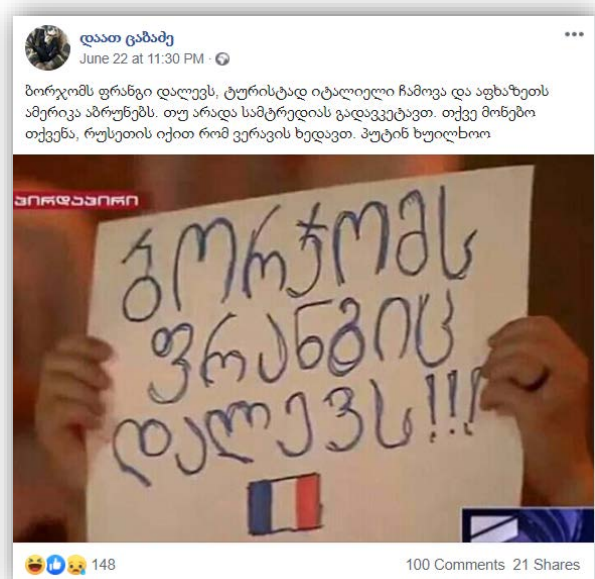 დაათ ცაბაძე
June 22 at 11:30 PM ·
ბორჯომს ფრანგი დალევს, ტურისტად იტალიელი ჩამოვა და აფხაზეთს
ამერიკა აბრუნებს. თუ არადა სამტრედიას გადავკეტავთ. თქვე მონებო
თქვენა, რუსეთის იქით რომ ვერავის ხედავთ. პუტინ ხუილხოო
ᲞᲘᲠᲓᲐᲞᲘᲠᲘ
ბორჯომს
ფრანგიც
დალევს!!!
148
100 Comments 21 Shares